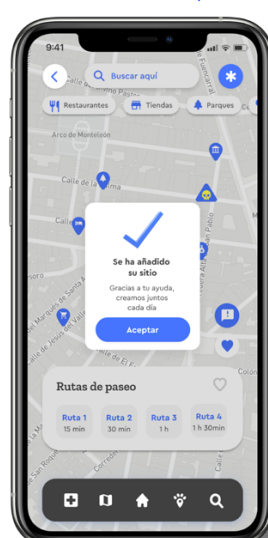 9:41
Buscar aquí
Restaurantes
Tiendas
Parques
Arco de Monteleón
Calle de la Palma
Se ha añadido
su sitio
Gracias a tu ayuda,
creamos juntos
cada día
Aceptar
Rutas de paseo
Ruta 1
15 min
Ruta 2
30 min
Ruta 3
1 h
Ruta 4
1 h 30min